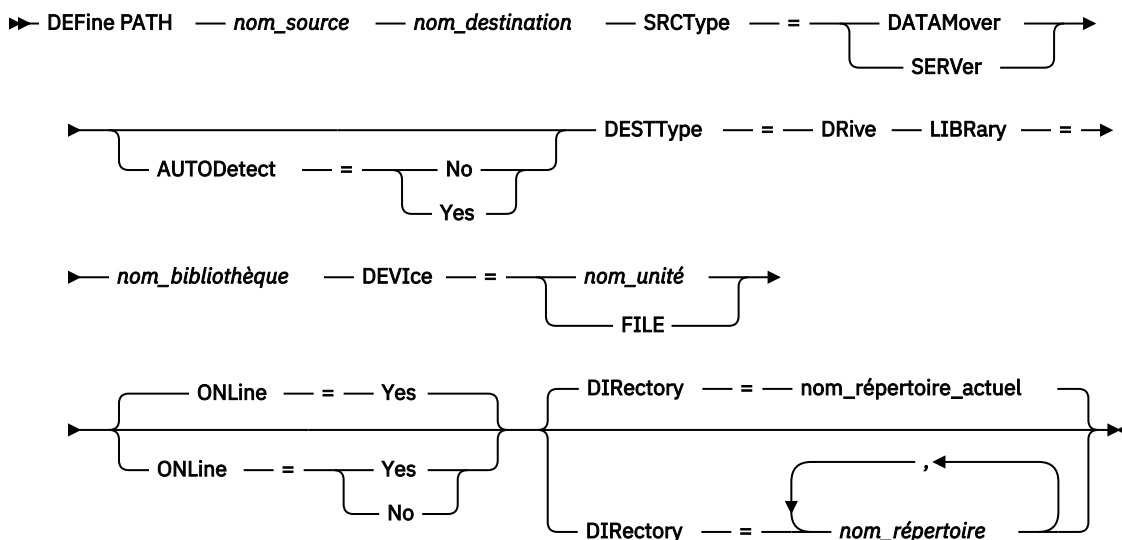 DEFine PATH nom_source nom_destination SRCType = DATAMover
SERVer
DESTType = DRive LIBRary =
AUTODetect = No
Yes
nom_bibliothèque DEVIce = nom_unité
FILE
ONLine = Yes DIRectory = nom_répertoire_actuel
ONLine = Yes
No
,
DIRectory = nom_répertoire